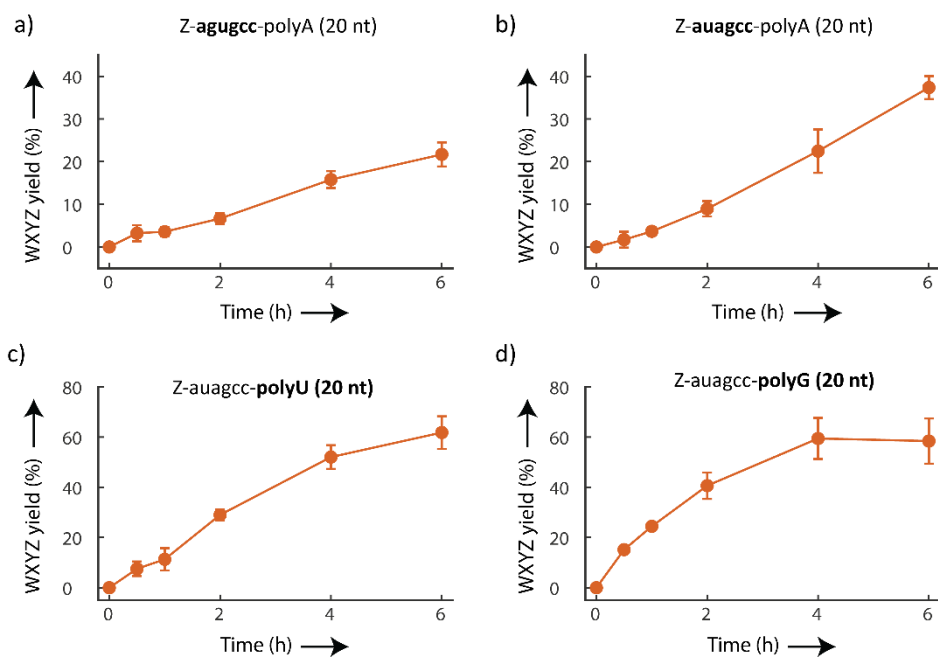 a)
Z-agugcc-polyA (20 nt)
WXYZ yield (%)
40
30
20
10
0
0
2
4
6
Time (h)
b)
Z-auagcc-polyA (20 nt)
WXYZ yield (%)
40
30
20
10
0
0
2
4
6
Time (h)
c)
Z-auagcc-polyU (20 nt)
WXYZ yield (%)
80
60
40
20
0
0
2
4
6
Time (h)
d)
Z-auagcc-polyG (20 nt)
WXYZ yield (%)
80
60
40
20
0
0
2
4
6
Time (h)